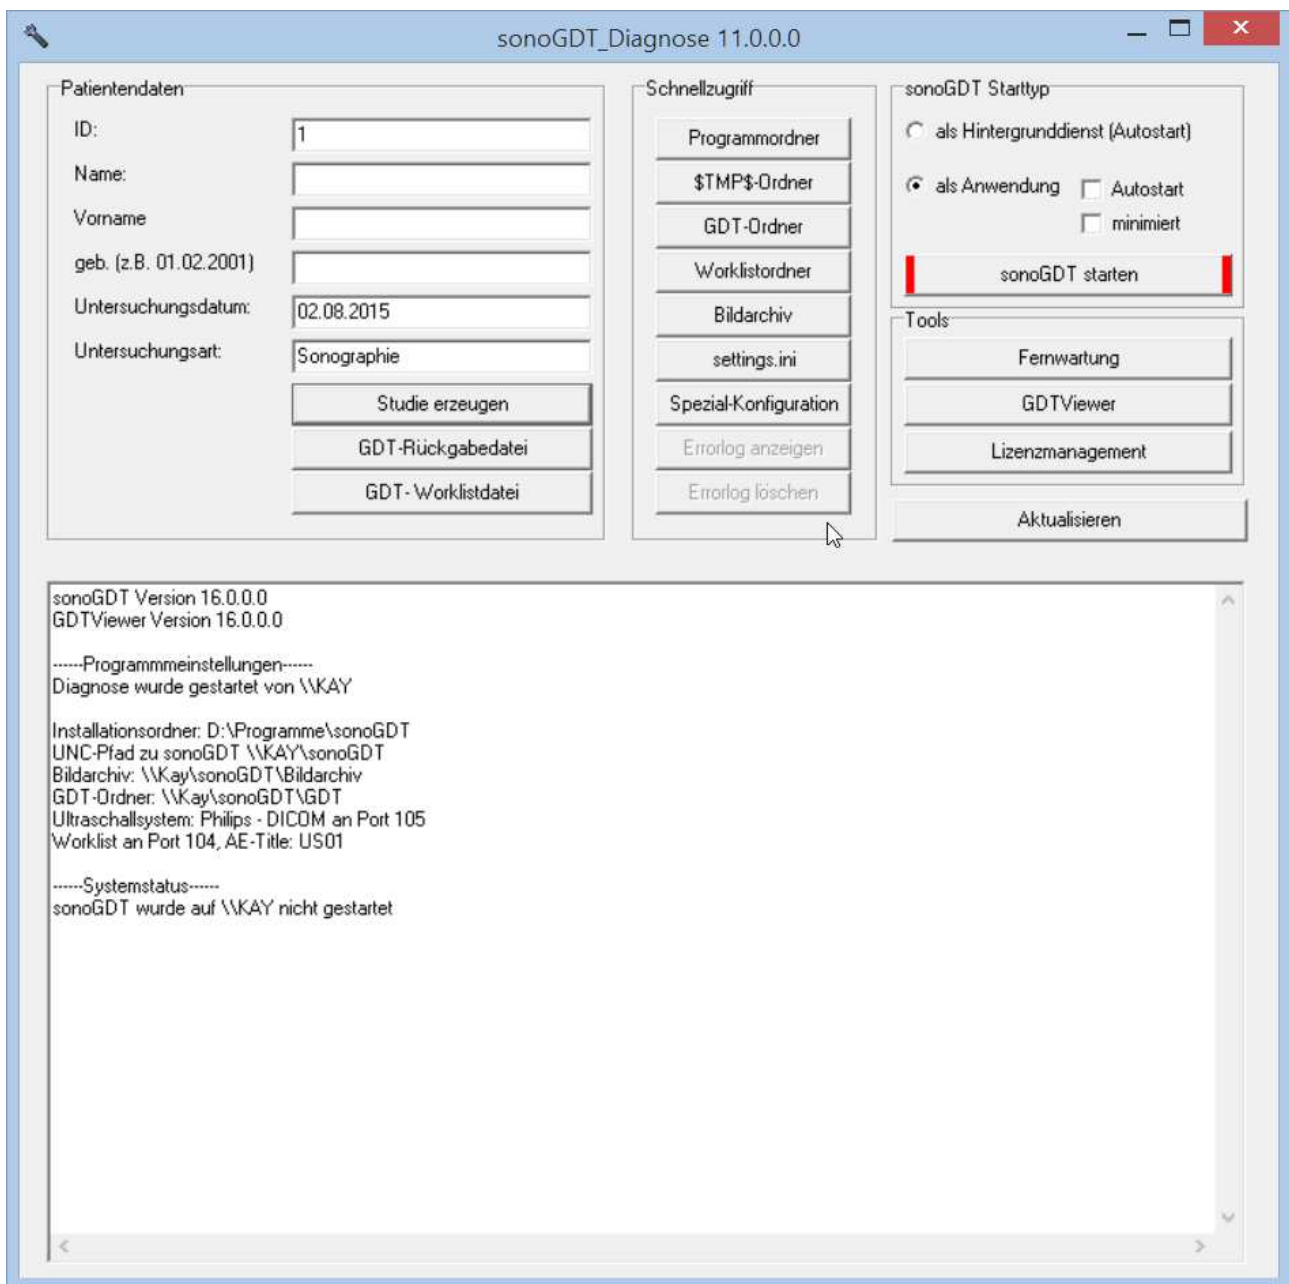 sonoGDT_Diagnose 11.0.0.0
Patientendaten
ID:
1
Name:
Vorname
geb. (z.B. 01.02.2001)
Untersuchungsdatum:
02.08.2015
Untersuchungsart:
Sonographie
Studie erzeugen
GDT-Rückgabedatei
GDT- Worklistdatei
Schnellzugriff
Programmordner
$TMP$-Ordner
GDT-Ordner
Worklistordner
Bildarchiv
settings.ini
Spezial-Konfiguration
Errorlog anzeigen
Errorlog löschen
sonoGDT Starttyp
als Hintergrunddienst (Autostart)
als Anwendung
Autostart
minimiert
sonoGDT starten
Tools
Fernwartung
GDTViewer
Lizenzmanagement
Aktualisieren
sonoGDT Version 16.0.0.0
GDTViewer Version 16.0.0.0
------Programmmeinstellungen------
Diagnose wurde gestartet von \\KAY
Installationsordner: D:\Programme\sonoGDT
UNC-Pfad zu sonoGDT \\KAY\sonoGDT
Bildarchiv: \\Kay\sonoGDT\Bildarchiv
GDT-Ordner: \\Kay\sonoGDT\GDT
Ultraschallsystem: Philips - DICOM an Port 105
Worklist an Port 104, AE-Title: US01
------Systemstatus------
sonoGDT wurde auf \\KAY nicht gestartet